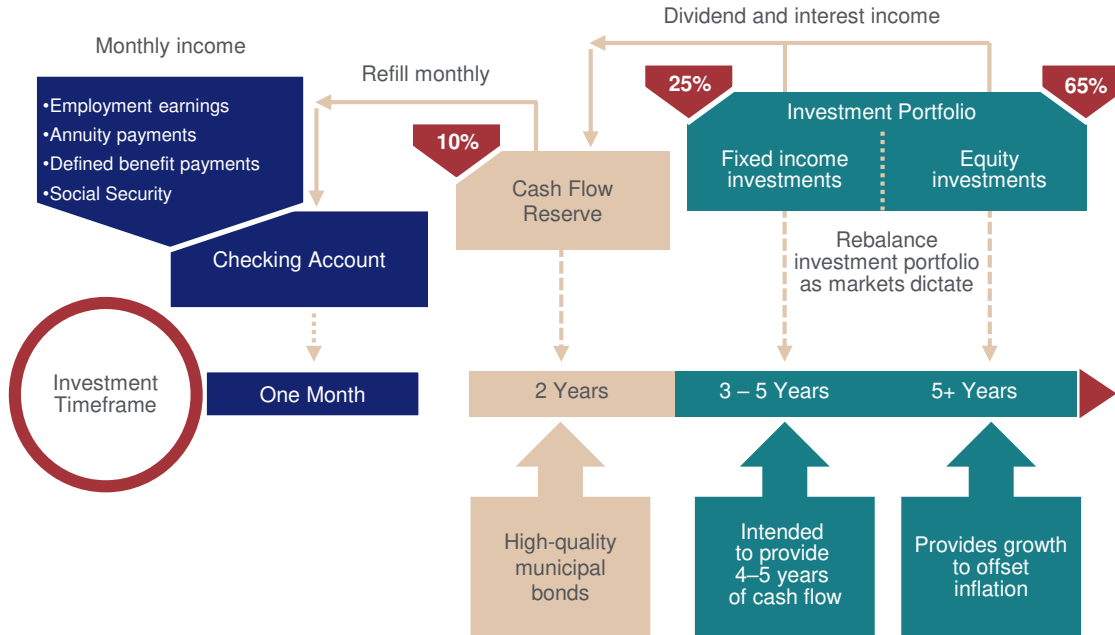 Dividend and interest income
Monthly income
Refill monthly
•Employment earnings
•Annuity payments
•Defined benefit payments
•Social Security
Checking Account
10%
Cash Flow
Reserve
25%
65%
Investment Portfolio
Fixed income
investments
Equity
investments
Rebalance
investment portfolio
as markets dictate
Investment
Timeframe
One Month
2 Years
3 – 5 Years
5+ Years
High-quality
municipal
bonds
Intended
to provide
4–5 years
of cash flow
Provides growth
to offset
inflation